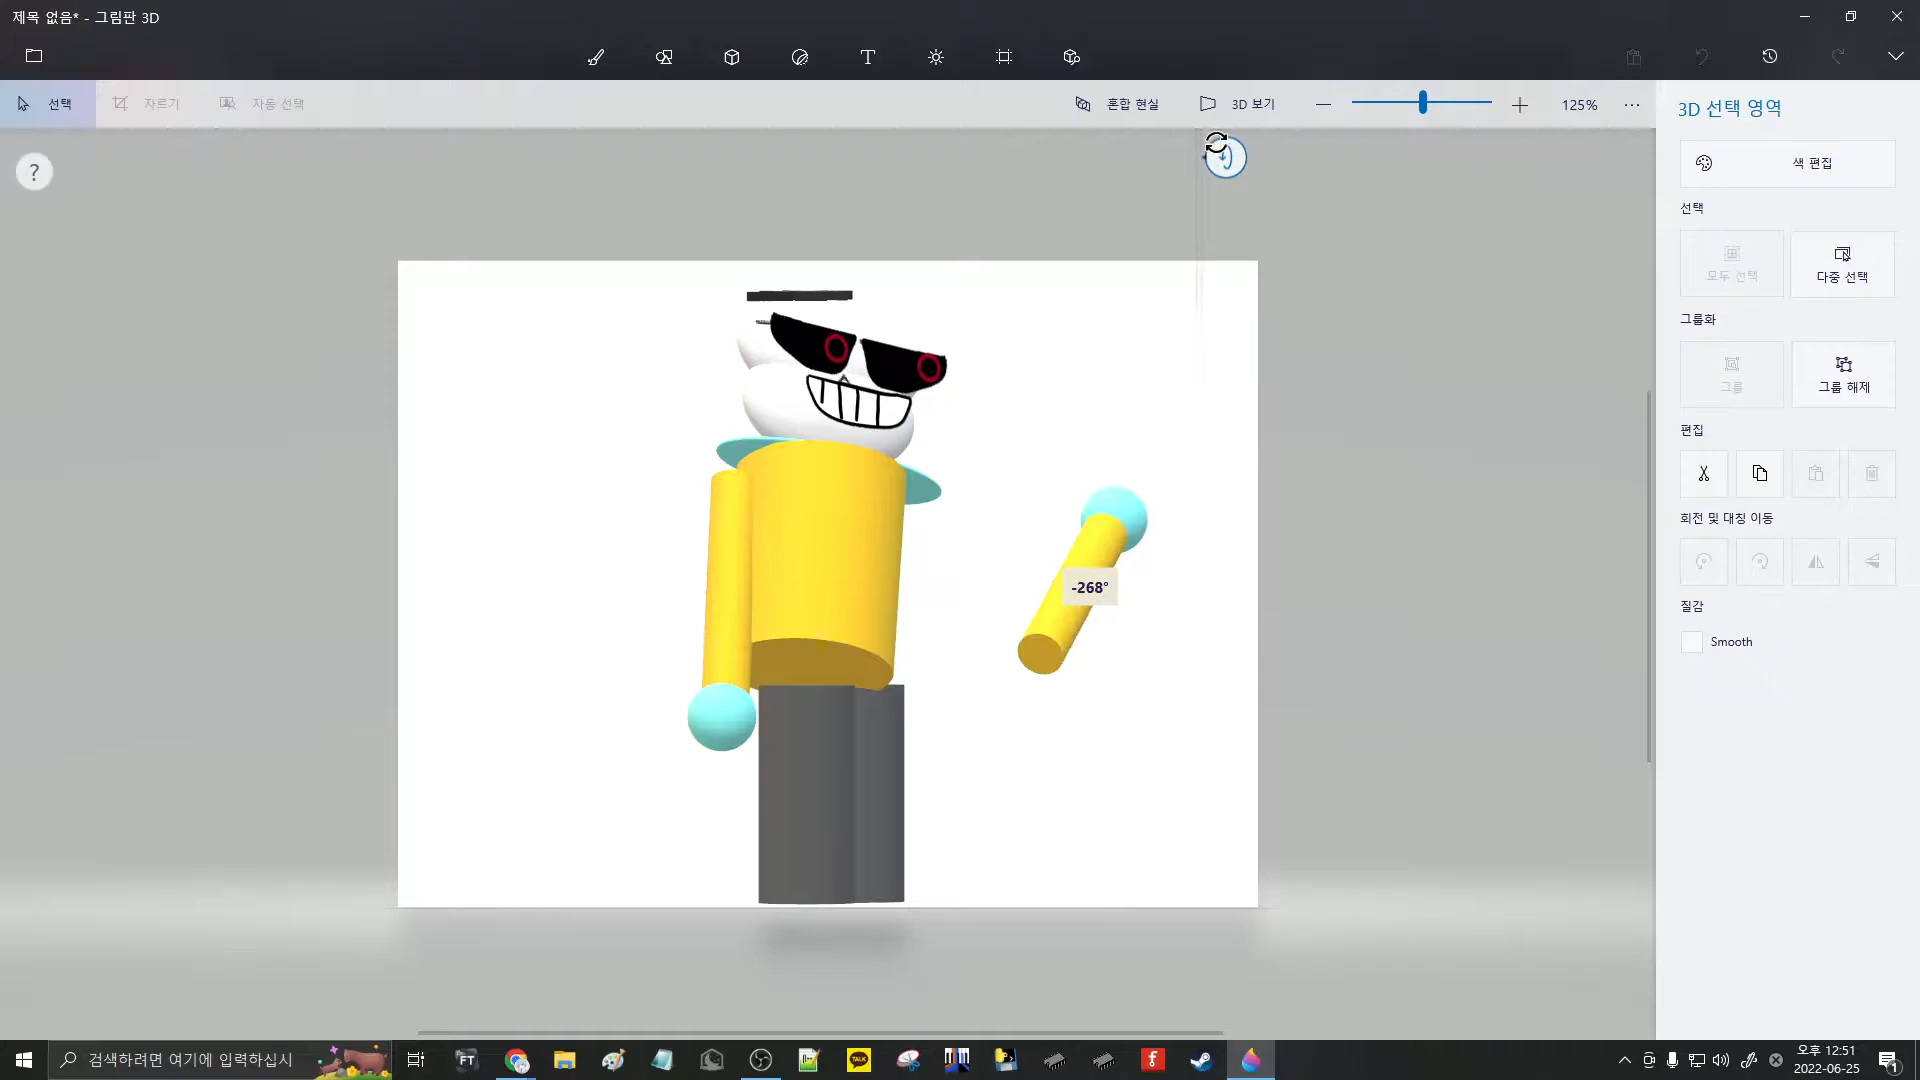 제목 없음* - 그림판 3D
선택
자르기
자동 선택
혼합 현실
3D 보기
125%
3D 선택 영역
색 편집
선택
모두 선택
다중 선택
그룹화
그룹
그룹 해제
편집
회전 및 대칭 이동
질감
Smooth
?
-268°
검색하려면 여기에 입력하십시
FT
TALK
오후 12:51
2022-06-25
1